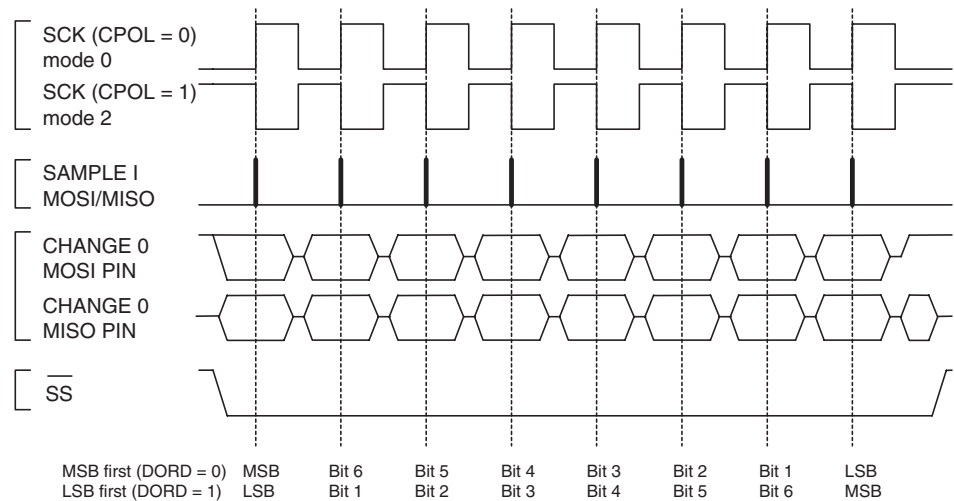 SCK (CPOL = 0)
mode 0
SCK (CPOL = 1)
mode 2
SAMPLE I
MOSI/MISO
CHANGE 0
MOSI PIN
CHANGE 0
MISO PIN
SS
MSB first (DORD = 0) MSB Bit 6 Bit 5 Bit 4 Bit 3 Bit 2 Bit 1 LSB
LSB first (DORD = 1) LSB Bit 1 Bit 2 Bit 3 Bit 4 Bit 5 Bit 6 MSB